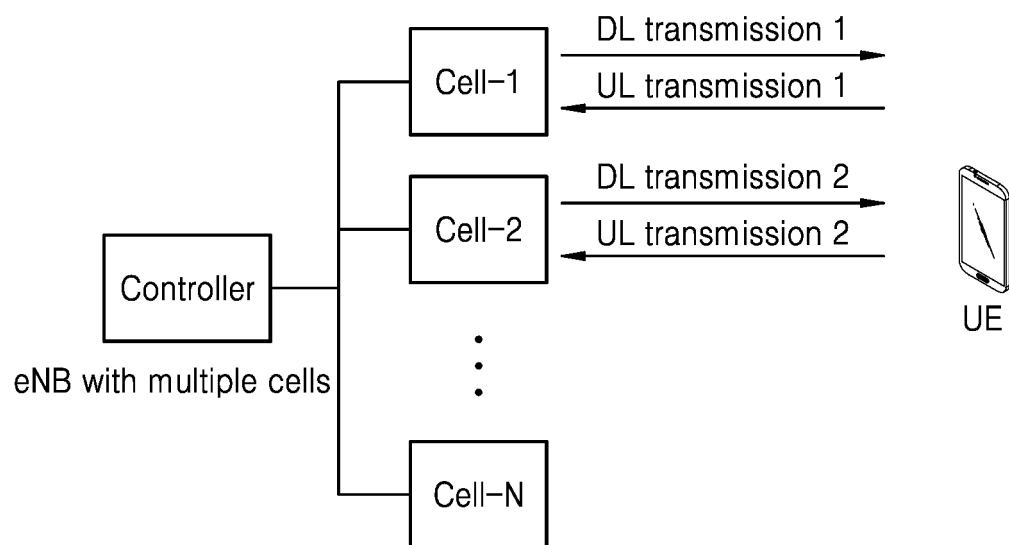 DL transmission 1
Cell-1
UL transmission 1
DL transmission 2
Cell-2
UL transmission 2
Controller
UE
eNB with multiple cells
Cell-N